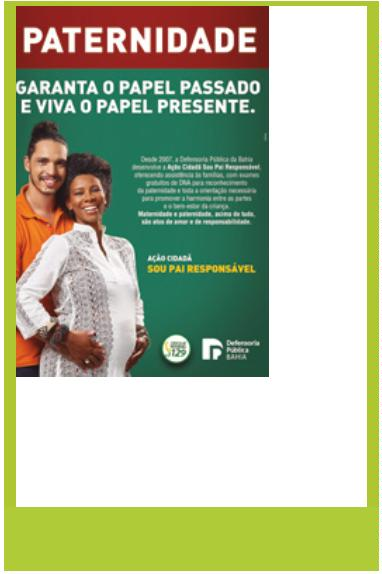 PATERNIDADE
GARANTA O PAPEL PASSADO
E VIVA O PAPEL PRESENTE.
Desde 2007, a Defensoria Pública da Bahia
desenvolve a Ação Cidadã Sou Pai Responsável,
oferecendo assistência às famílias, com exames
gratuitos de DNA para reconhecimento
da paternidade e toda a orientação necessária
para promover a harmonia entre as partes
e o bem-estar da criança.
Maternidade e paternidade, acima de tudo,
são atos de amor e de responsabilidade.
AÇÃO CIDADÃ
SOU PAI RESPONSÁVEL
129
Defensoria
Pública
BAHIA